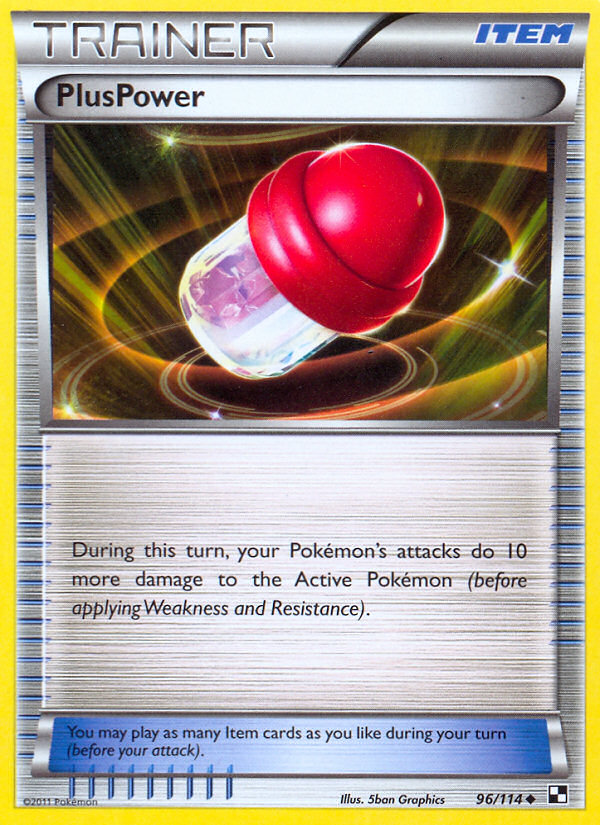 TRAINER
ITEM
PlusPower
During this turn, your Pokémon's attacks do 10
more damage to the Active Pokémon (before
applying Weakness and Resistance).
You may play as many Item cards as you like during your turn
(before your attack).
©2011 Pokémon
Illus. 5ban Graphics
96/114